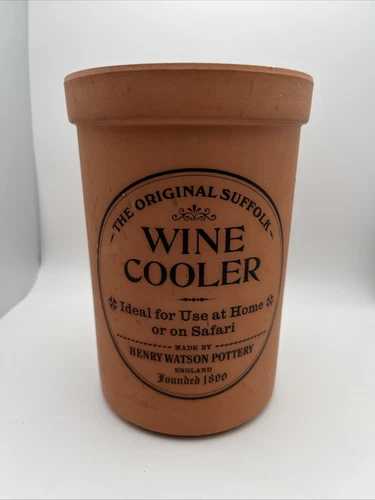 THE ORIGINAL SUFFOLK
WINE
COOLER
Ideal for Use at Home
or on Safari
MADE BY
HENRY WATSON POTTERY
ENGLAND
Founded 1800